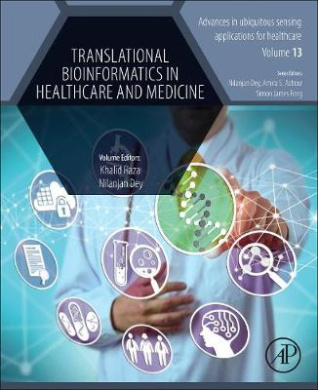 Advances in ubiquitous sensing
applications for healthcare
Volume 13
Series Editors
Nilanjan Dey, Amira S. Ashour
Simon James Fong
TRANSLATIONAL
BIOINFORMATICS IN
HEALTHCARE AND MEDICINE
Volume Editors
Khalid Raza
Nilanjan Dey
AP